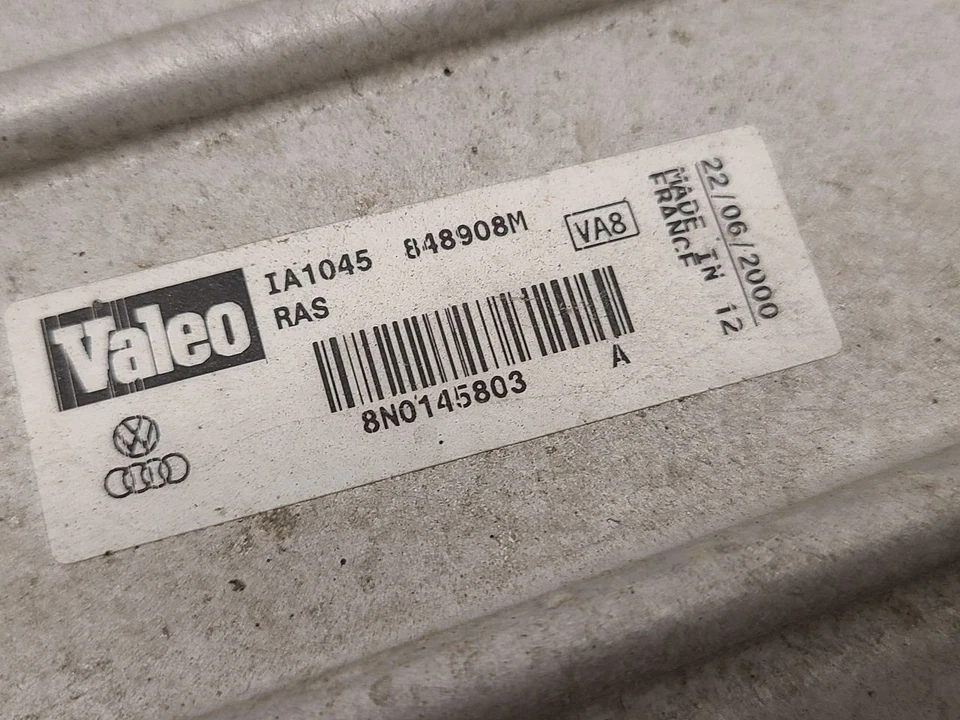 Valeo
IA1045 848908M
RAS
VA8
8N0145803 A
22/06/2000
MADE IN 12
FRANCE